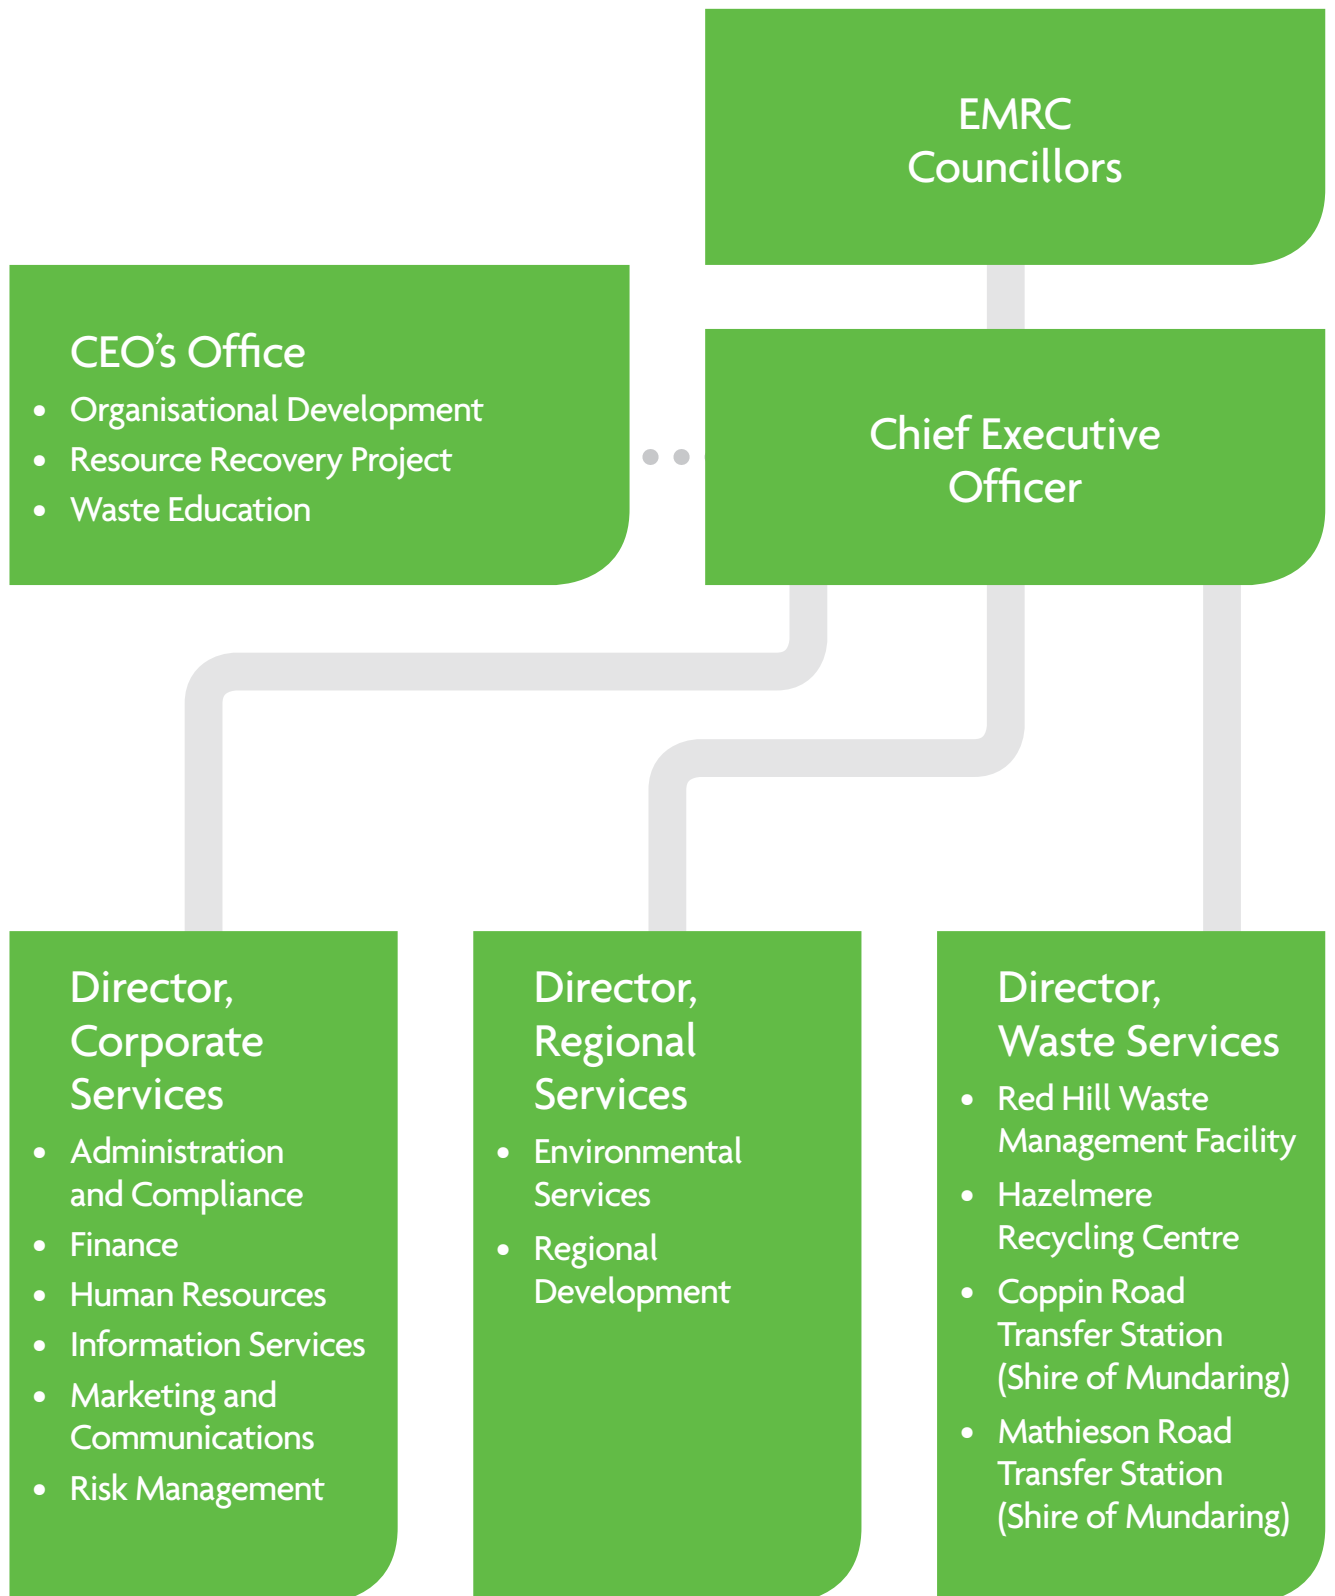 EMRC
Councillors
CEO’s Office
• Organisational Development
• Resource Recovery Project
• Waste Education
Chief Executive
Officer
Director,
Corporate
Services
• Administration
and Compliance
• Finance
• Human Resources
• Information Services
• Marketing and
Communications
• Risk Management
Director,
Regional
Services
• Environmental
Services
• Regional
Development
Director,
Waste Services
• Red Hill Waste
Management Facility
• Hazelmere
Recycling Centre
• Coppin Road
Transfer Station
(Shire of Mundaring)
• Mathieson Road
Transfer Station
(Shire of Mundaring)